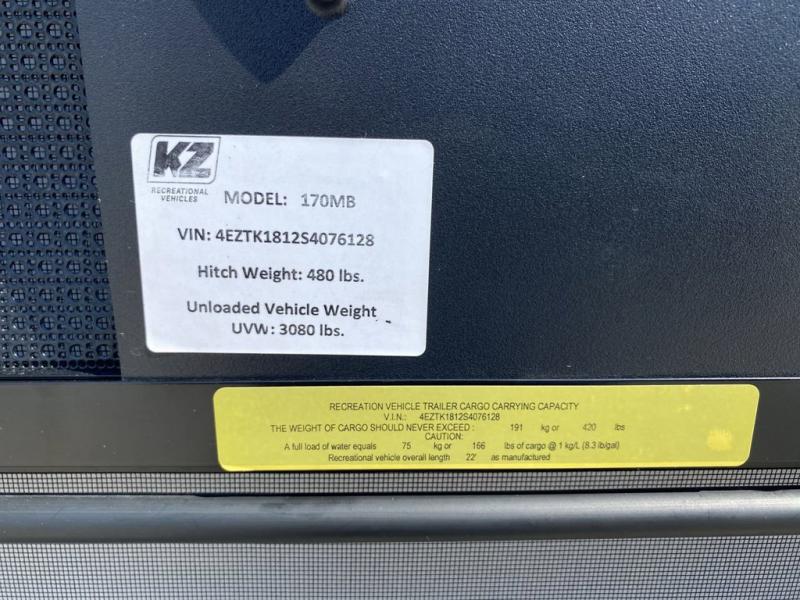 KZ
RECREATIONAL
VEHICLES
MODEL: 170MB
VIN: 4EZTK1812S4076128
Hitch Weight: 480 lbs.
Unloaded Vehicle Weight
UVW: 3080 lbs.
RECREATION VEHICLE TRAILER CARGO CARRYING CAPACITY
V.I.N.: 4EZTK1812S4076128
THE WEIGHT OF CARGO SHOULD NEVER EXCEED : 191 kg or 420 lbs
CAUTION:
A full load of water equals 75 kg or 166 lbs of cargo @ 1 kg/L (8.3 lb/gal)
Recreational vehicle overall length 22' as manufactured